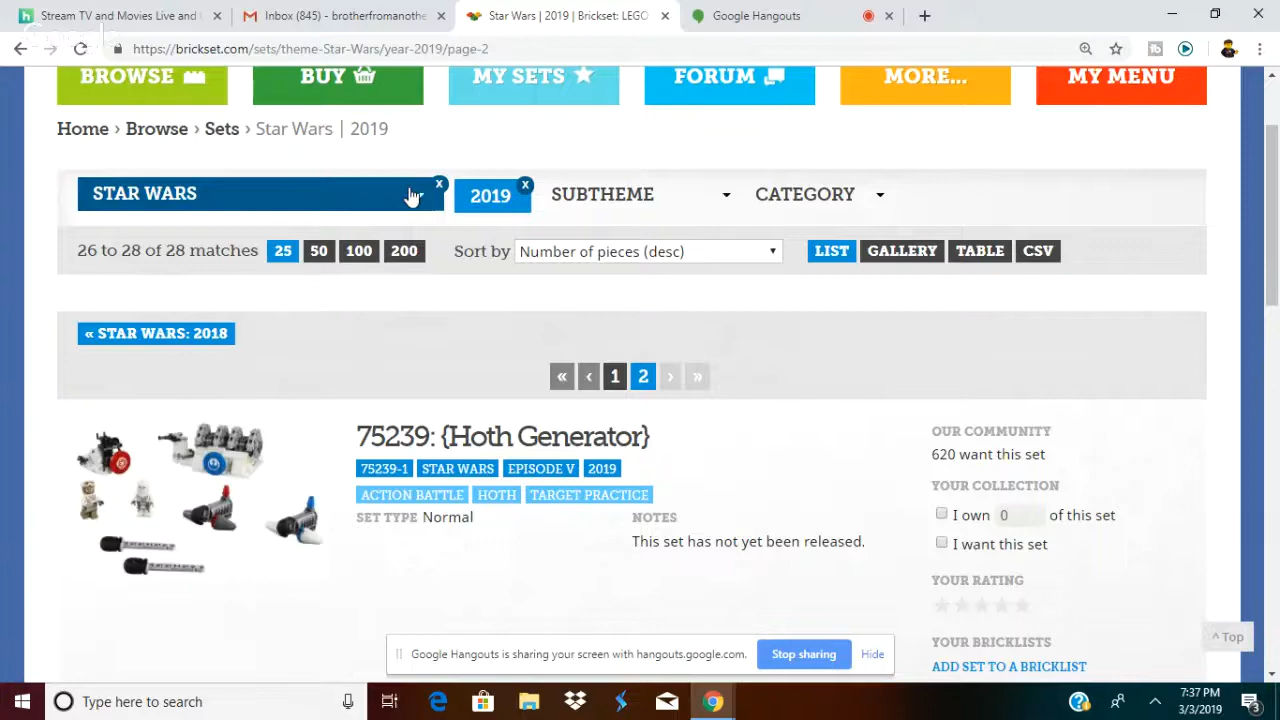 Stream TV and Movies Live and
Inbox (845) - brotherfromanothe
Star Wars | 2019 | Brickset: LEGO
Google Hangouts
https://brickset.com/sets/theme-Star-Wars/year-2019/page-2
BROWSE
BUY
MY SETS
FORUM
MORE...
MY MENU
Home › Browse › Sets › Star Wars | 2019
STAR WARS x
2019 x
SUBTHEME
CATEGORY
26 to 28 of 28 matches 25 50 100 200 Sort by Number of pieces (desc) LIST GALLERY TABLE CSV
« STAR WARS: 2018
« ‹ 1 2 › »
75239: {Hoth Generator}
75239-1 STAR WARS EPISODE V 2019
ACTION BATTLE HOTH TARGET PRACTICE
SET TYPE Normal
NOTES
This set has not yet been released.
OUR COMMUNITY
620 want this set
YOUR COLLECTION
I own 0 of this set
I want this set
YOUR RATING
YOUR BRICKLISTS
ADD SET TO A BRICKLIST
^ Top
Google Hangouts is sharing your screen with hangouts.google.com. Stop sharing Hide
Type here to search
7:37 PM
3/3/2019
3